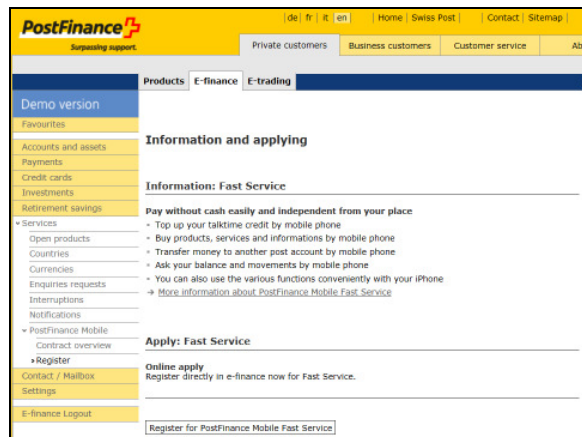 PostFinance
Surpassing support.
|de| fr | it |en| | Home | Swiss Post | | Contact | Sitemap |
Private customers Business customers Customer service
Products E-finance E-trading
Demo version
Favourites
Accounts and assets
Payments
Credit cards
Investments
Retirement savings
Services
Open products
Countries
Currencies
Enquiries requests
Interruptions
Notifications
PostFinance Mobile
Contract overview
Register
Contact / Mailbox
Settings
E-finance Logout
Information and applying
Information: Fast Service
Pay without cash easily and independent from your place
Top up your talktime credit by mobile phone
Buy products, services and informations by mobile phone
Transfer money to another post account by mobile phone
Ask your balance and movements by mobile phone
You can also use the various functions conveniently with your iPhone
→ More information about PostFinance Mobile Fast Service
Apply: Fast Service
Online apply
Register directly in e-finance now for Fast Service.
Register for PostFinance Mobile Fast Service